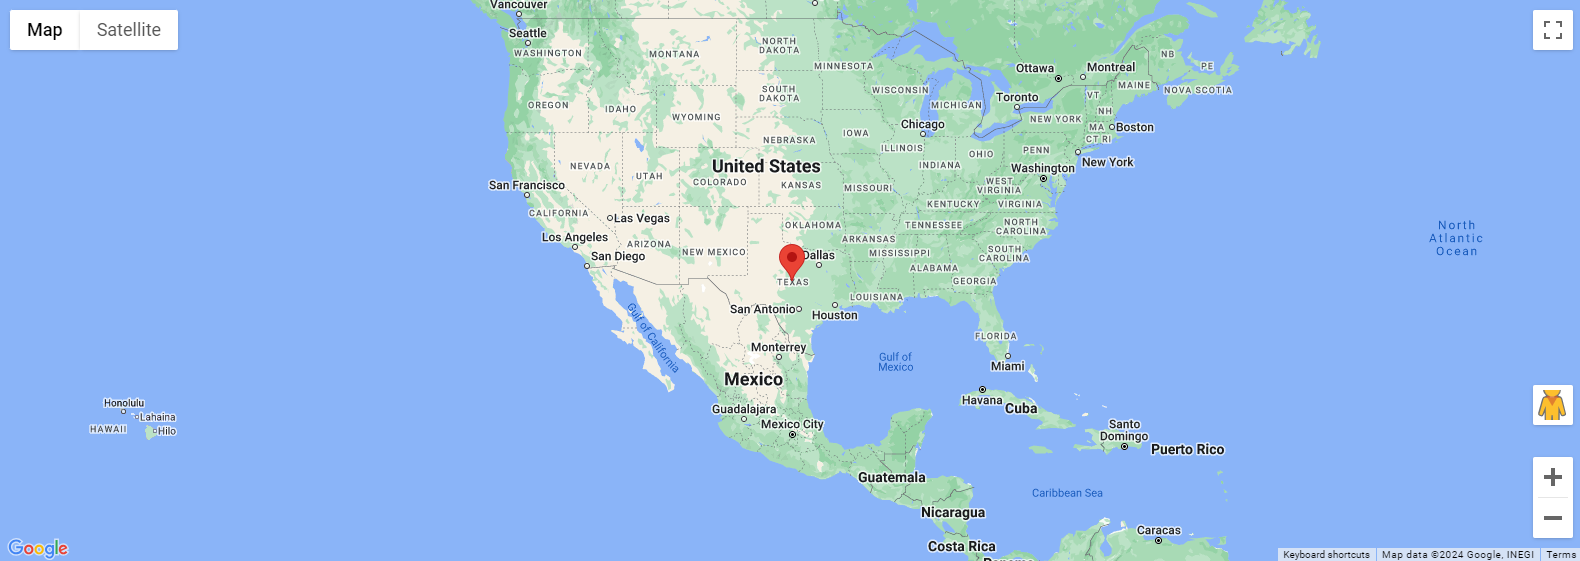 Map
Satellite
Vancouver
Seattle
WASHINGTON
MONTANA
NORTH
DAKOTA
MINNESOTA
Ottawa
Montreal
NB
PE
MAINE
NOVA SCOTIA
OREGON
IDAHO
SOUTH
DAKOTA
WISCONSIN
MICHIGAN
Toronto
VT
NH
WYOMING
NEW YORK
MA
Boston
CT RI
Chicago
IOWA
NEBRASKA
ILLINOIS
INDIANA
OHIO
PENN
New York
NEVADA
UTAH
United States
COLORADO
KANSAS
MISSOURI
Washington
WEST
VIRGINIA
San Francisco
CALIFORNIA
Las Vegas
KENTUCKY
VIRGINIA
OKLAHOMA
TENNESSEE
NORTH
CAROLINA
North
Atlantic
Ocean
Los Angeles
ARIZONA
NEW MEXICO
ARKANSAS
San Diego
Dallas
MISSISSIPPI
SOUTH
CAROLINA
ALABAMA
TEXAS
GEORGIA
LOUISIANA
San Antonio
Houston
Gulf of California
FLORIDA
Monterrey
Gulf of
Mexico
Miami
Mexico
Honolulu
Lahaina
HAWAII
Hilo
Guadalajara
Mexico City
Havana
Cuba
Santo
Domingo
Puerto Rico
Guatemala
Caribbean Sea
Nicaragua
Caracas
Costa Rica
Panama
Google
Keyboard shortcuts
Map data ©2024 Google, INEGI
Terms